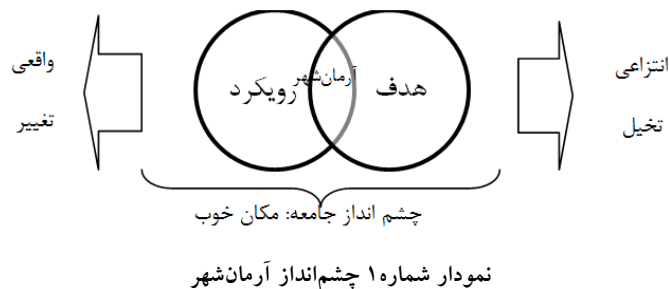 انتزاعی
تخیل
هدف
آرمان‌شهر
رویکرد
واقعی
تغییر
چشم انداز جامعه: مکان خوب
نمودار شماره۱ چشم‌انداز آرمان‌شهر